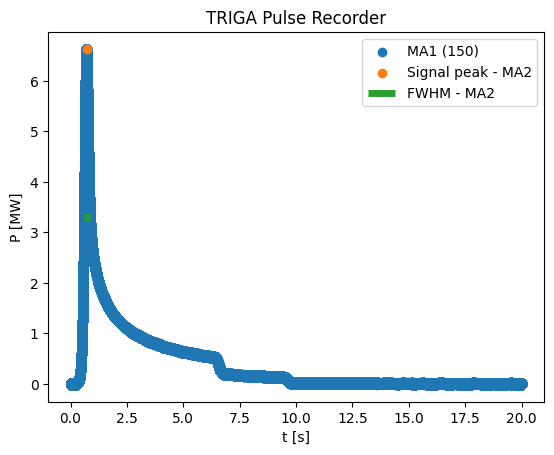 TRIGA Pulse Recorder
MA1 (150)
Signal peak - MA2
FWHM - MA2
P [MW]
6
5
4
3
2
1
0
0.0 2.5 5.0 7.5 10.0 12.5 15.0 17.5 20.0
t [s]